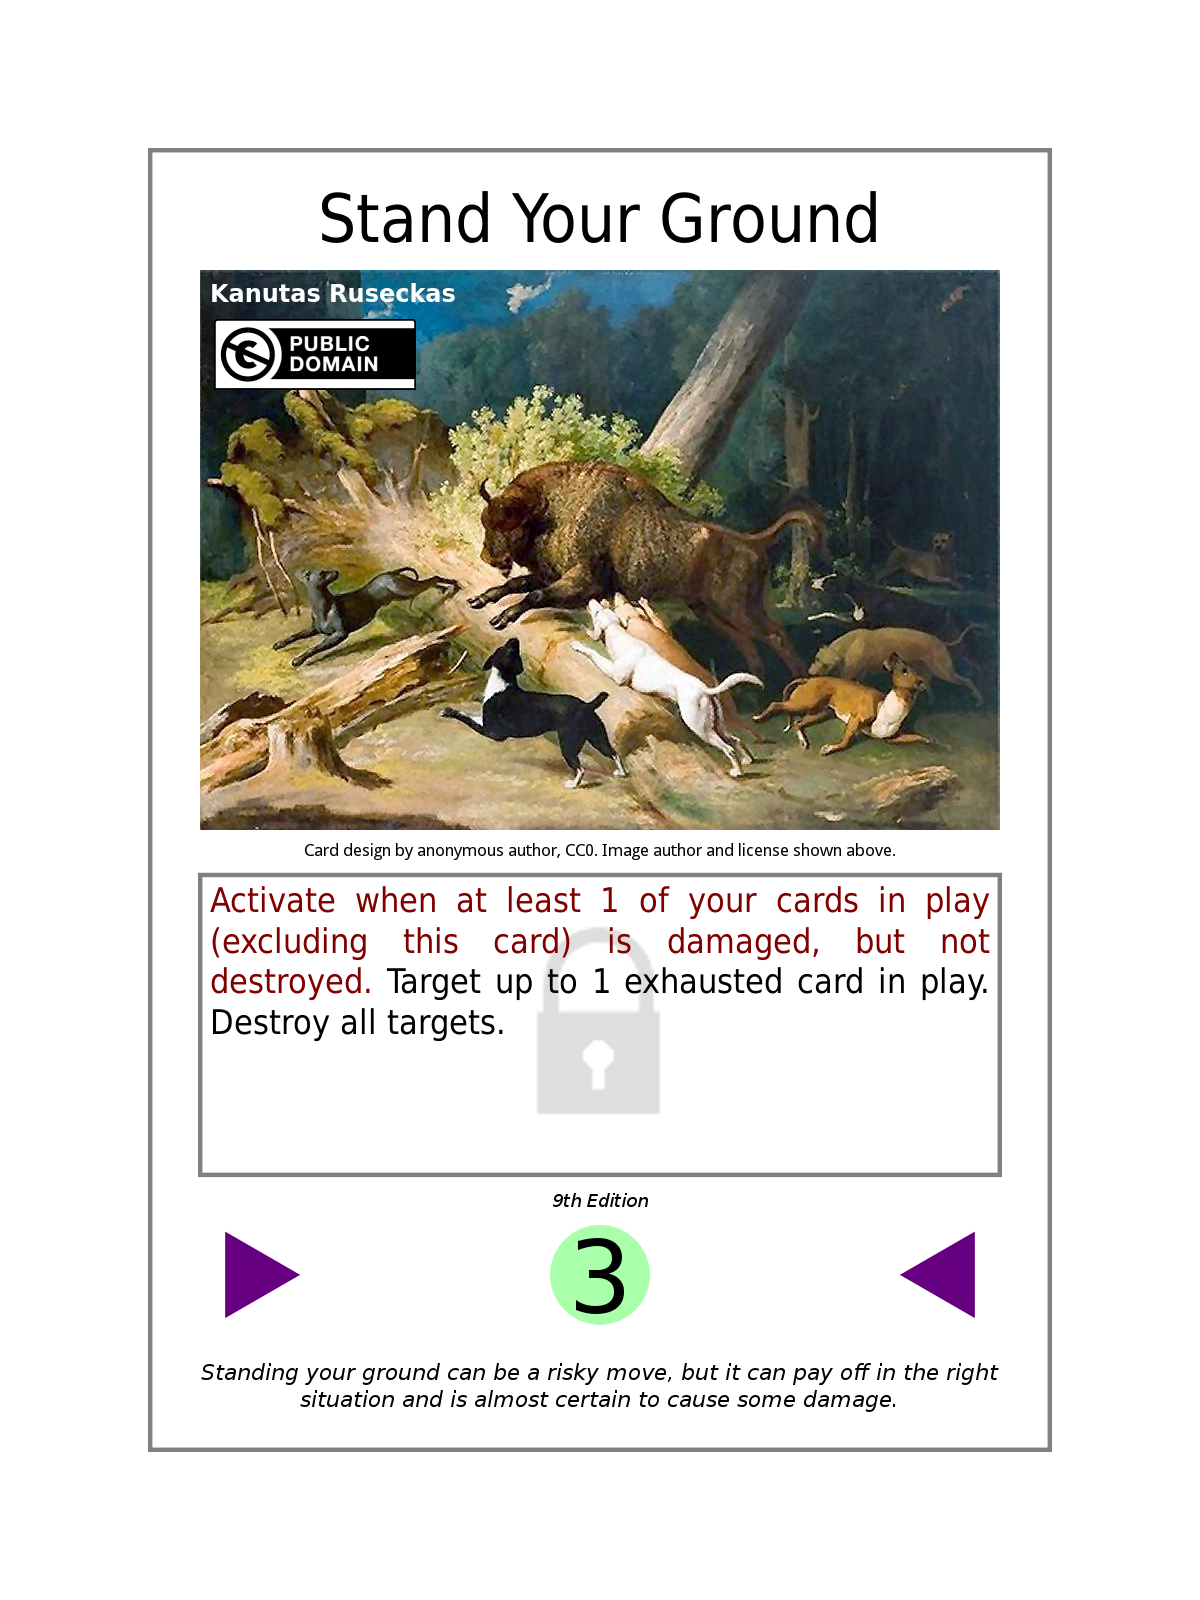 Stand Your Ground
Kanutas Ruseckas
PUBLIC
DOMAIN
Card design by anonymous author, CC0. Image author and license shown above.
Activate when at least 1 of your cards in play
(excluding this card) is damaged, but not
destroyed. Target up to 1 exhausted card in play.
Destroy all targets.
9th Edition
3
Standing your ground can be a risky move, but it can pay off in the right
situation and is almost certain to cause some damage.